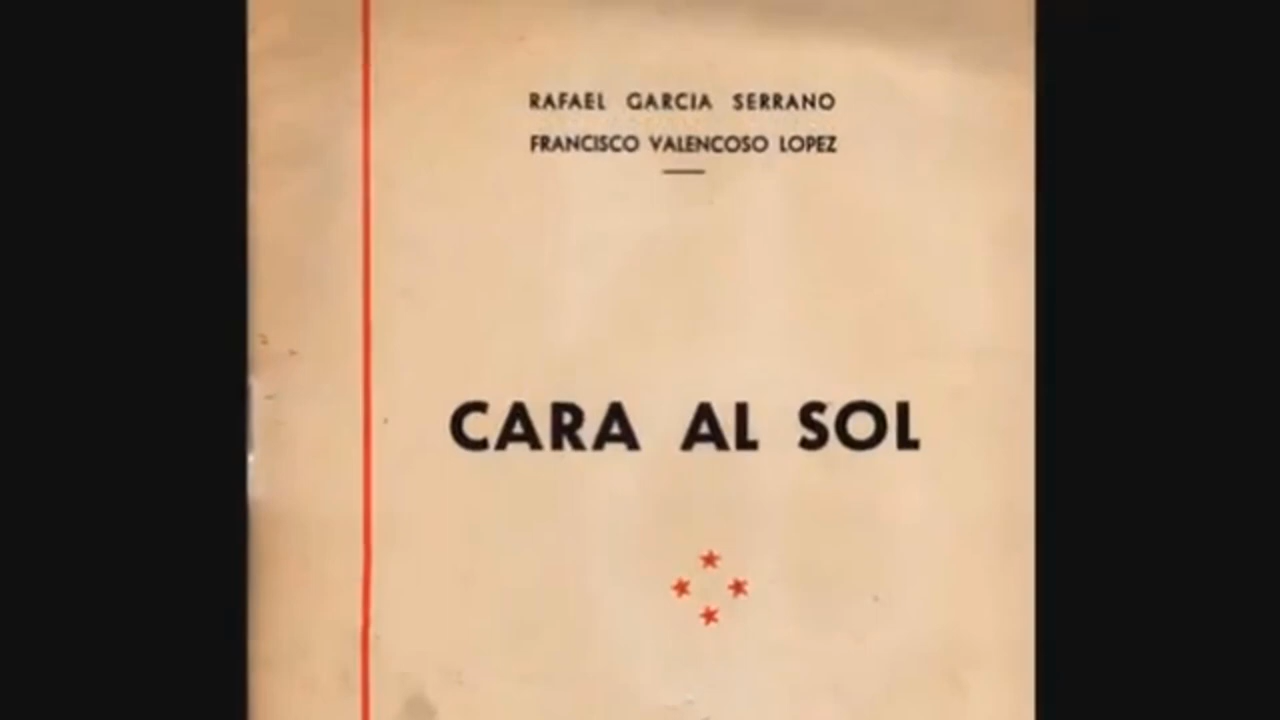 RAFAEL GARCIA SERRANO
FRANCISCO VALENCOSO LOPEZ
CARA AL SOL